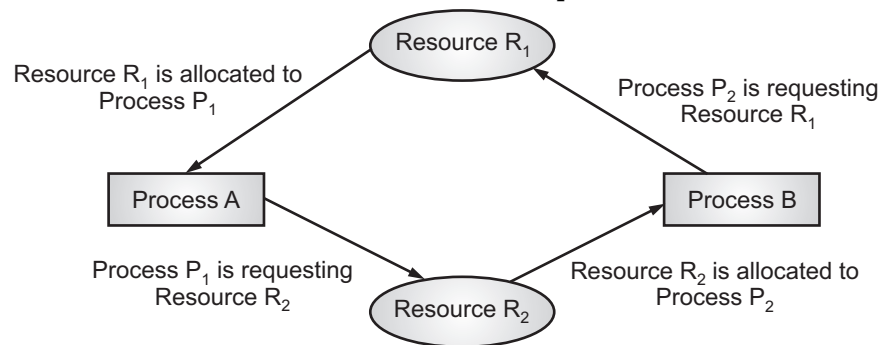 Resource R₁
Resource R₁ is allocated to
Process P₁
Process P₂ is requesting
Resource R₁
Process A
Process B
Process P₁ is requesting
Resource R₂
Resource R₂ is allocated to
Process P₂
Resource R₂